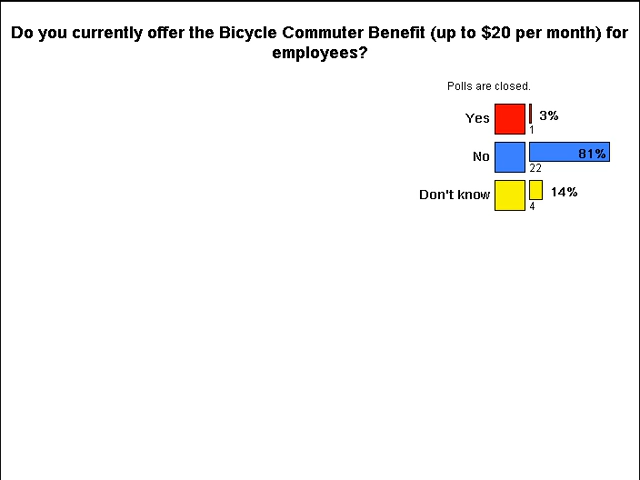 Do you currently offer the Bicycle Commuter Benefit (up to $20 per month) for
employees?
Polls are closed.
Yes 3%
1
No 81%
22
Don't know 14%
4